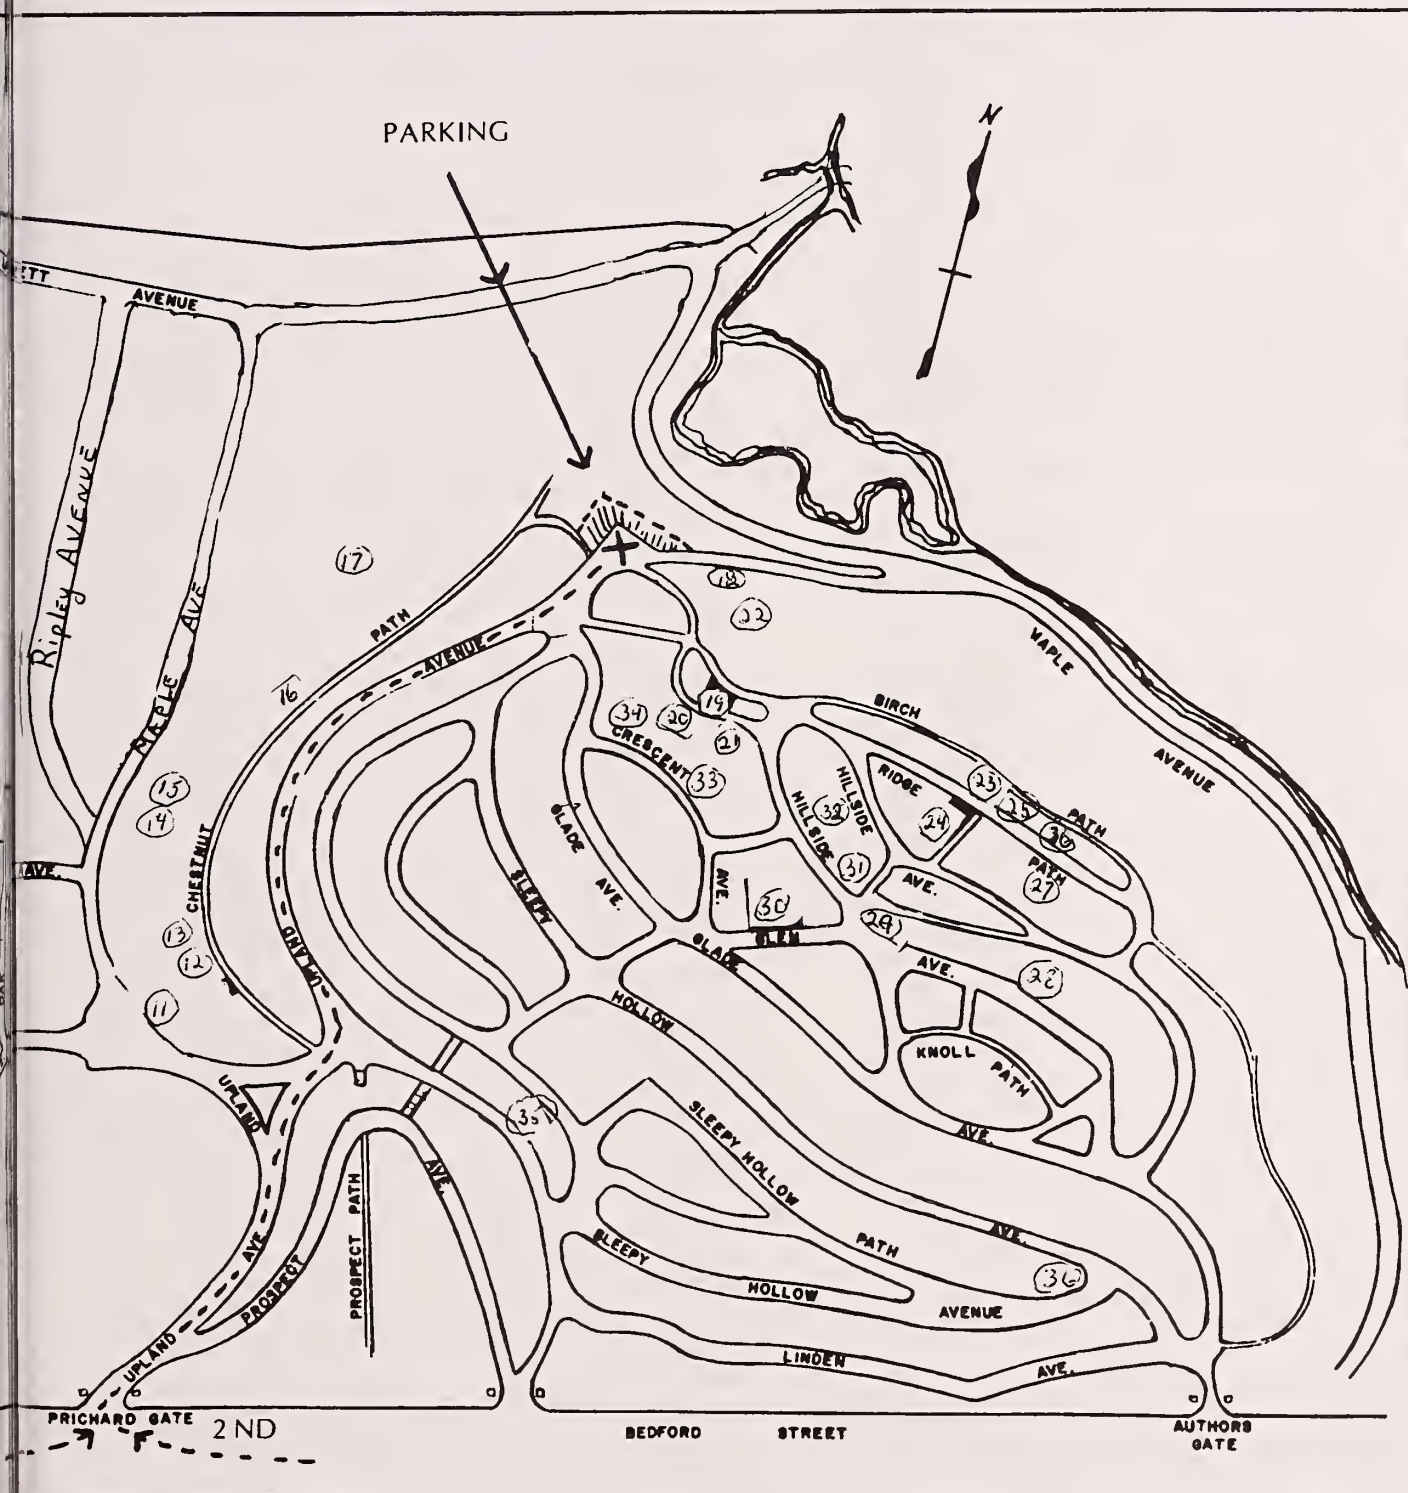 PARKING
N
ETT
AVENUE
Ripley AVENUE
MAPLE AVE
17
PATH
AVENUE
16
18
22
MAPLE
AVENUE
BIRCH
PATH
34
20
19
21
CRESCENT
33
HILLSIDE
HILLSIDE
32
31
RIDGE
PATH
23
25
24
27
15
14
AVE.
CHESTNUT
13
12
11
UPLAND
GLADE
AVE.
SLEEPY
AVE.
30
GLEN
GLADE
29
AVE.
AVE.
28
HOLLOW
KNOLL
PATH
AVE.
UPLAND
35
SLEEPY HOLLOW
PATH
AVE.
36
AVE.
PROSPECT PATH
AVE.
PROSPECT
SLEEPY
HOLLOW
AVENUE
UPLAND
LINDEN
AVE.
PRICHARD GATE
2 ND
BEDFORD STREET
AUTHORS
GATE